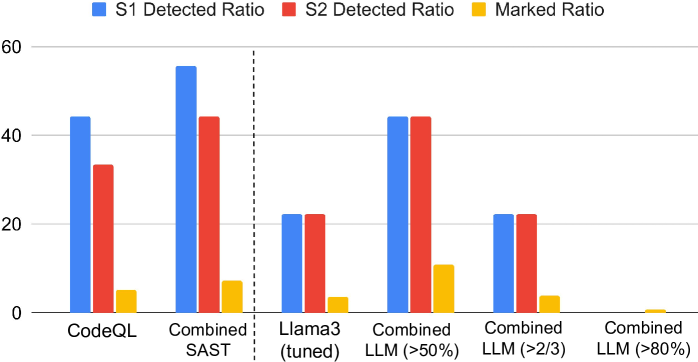 S1 Detected Ratio S2 Detected Ratio Marked Ratio
60
40
20
0
CodeQL
Combined
SAST
Llama3
(tuned)
Combined
LLM (>50%)
Combined
LLM (>2/3)
Combined
LLM (>80%)